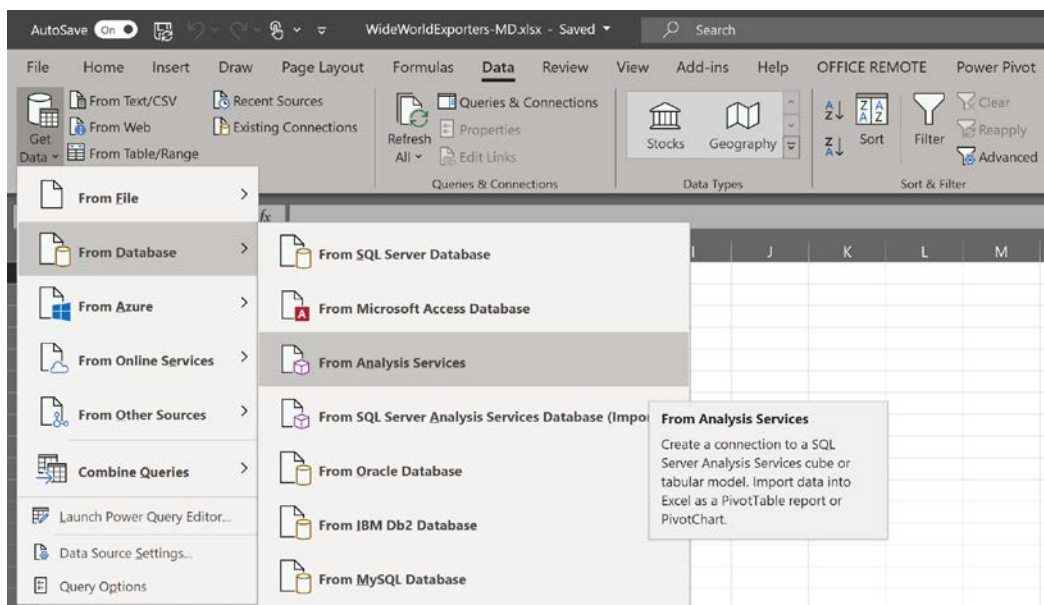 AutoSave On WideWorldExporters-MD.xlsx - Saved Search
File Home Insert Draw Page Layout Formulas Data Review View Add-ins Help OFFICE REMOTE Power Pivot
Get
Data
From Text/CSV
From Web
From Table/Range
Recent Sources
Existing Connections
Refresh
All
Queries & Connections
Properties
Edit Links
Queries & Connections
Stocks Geography
Data Types
Sort
Filter
Clear
Reapply
Advanced
Sort & Filter
fx
I J K L M
From File
From Database
From Azure
From Online Services
From Other Sources
Combine Queries
Launch Power Query Editor...
Data Source Settings...
Query Options
From SQL Server Database
From Microsoft Access Database
From Analysis Services
From SQL Server Analysis Services Database (Impo
From Oracle Database
From IBM Db2 Database
From MySQL Database
From Analysis Services
Create a connection to a SQL
Server Analysis Services cube or
tabular model. Import data into
Excel as a PivotTable report or
PivotChart.